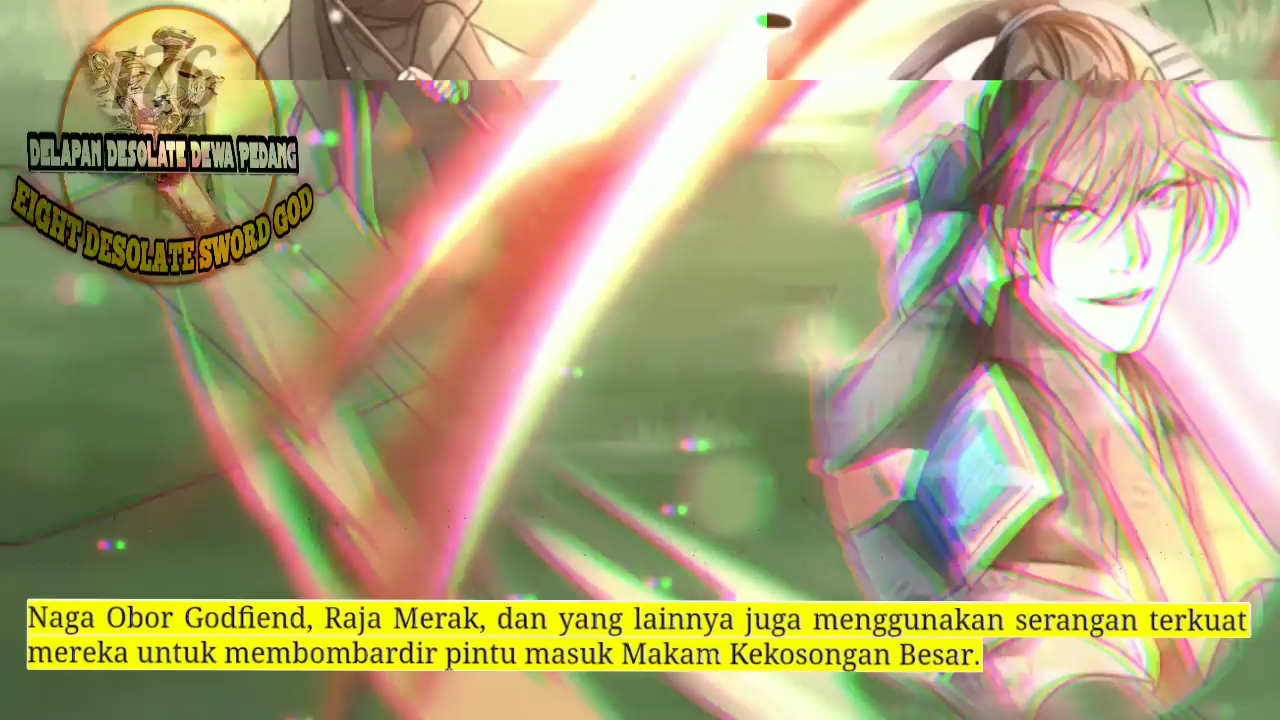 176
DELAPAN DESOLATE DEWA PEDANG
EIGHT DESOLATE SWORD GOD
Naga Obor Godfiend, Raja Merak, dan yang lainnya juga menggunakan serangan terkuat
mereka untuk membombardir pintu masuk Makam Kekosongan Besar.